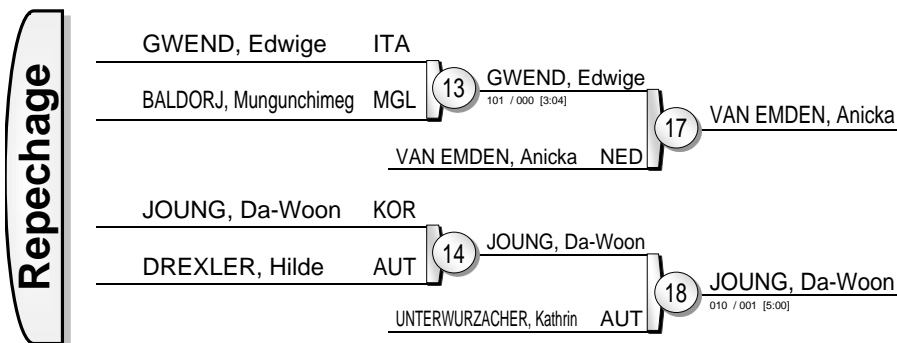 Repechage
GWEND, Edwige ITA
BALDORJ, Mungunchimeg MGL
13
GWEND, Edwige
101 / 000 [3:04]
VAN EMDEN, Anicka NED
17
VAN EMDEN, Anicka
JOUNG, Da-Woon KOR
DREXLER, Hilde AUT
14
JOUNG, Da-Woon
UNTERWURZACHER, Kathrin AUT
18
JOUNG, Da-Woon
010 / 001 [5:00]